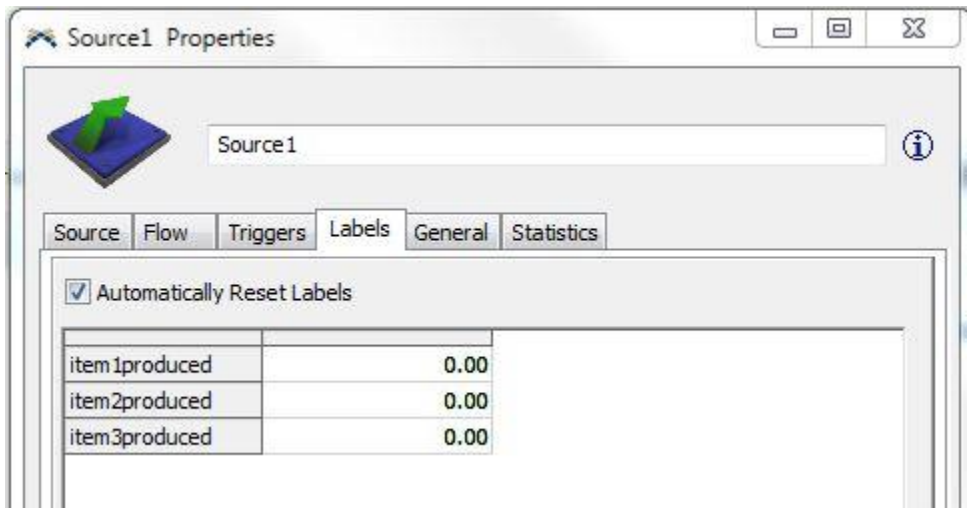 Source1 Properties
Source1
Source Flow Triggers Labels General Statistics
Automatically Reset Labels
item1produced 0.00
item2produced 0.00
item3produced 0.00